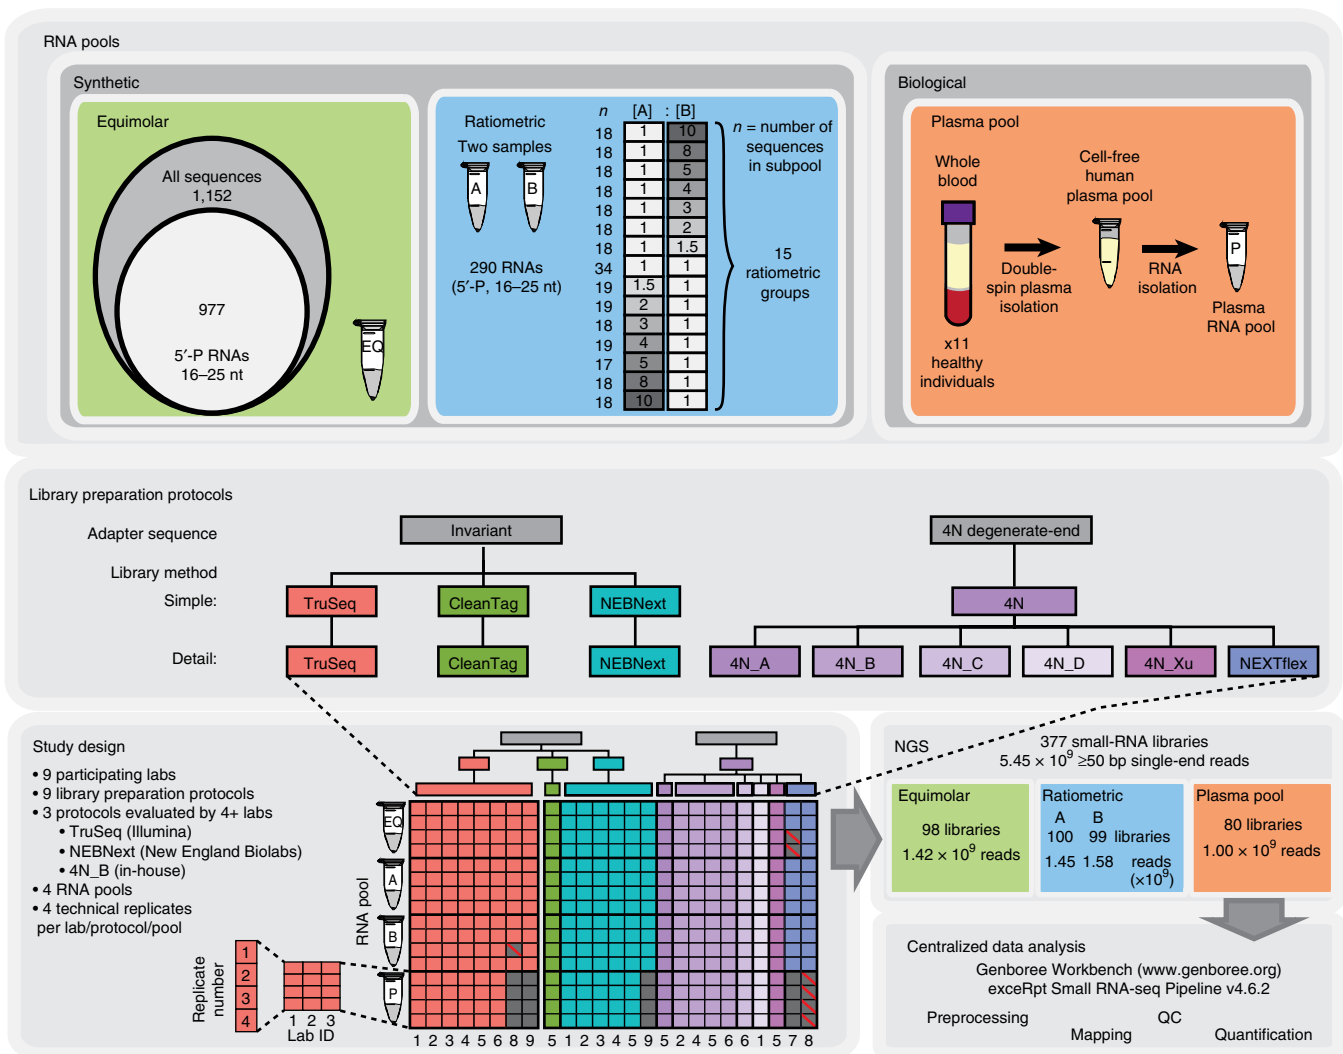 RNA pools
Synthetic
Equimolar
All sequences
1,152
977
5′-P RNAs
16–25 nt
EQ
Ratiometric
Two samples
A
B
290 RNAs
(5′-P, 16–25 nt)
n [A] : [B]
18 1 10
18 1 8
18 1 5
18 1 4
18 1 3
18 1 2
18 1 1.5
34 1 1
19 1.5 1
19 2 1
18 3 1
19 4 1
17 5 1
18 8 1
18 10 1
n = number of
sequences
in subpool
15
ratiometric
groups
Biological
Plasma pool
Whole
blood
x11
healthy
individuals
Double-
spin plasma
isolation
Cell-free
human
plasma pool
RNA
isolation
P
Plasma
RNA pool
Library preparation protocols
Adapter sequence
Invariant
4N degenerate-end
Library method
Simple:
TruSeq
CleanTag
NEBNext
4N
Detail:
TruSeq
CleanTag
NEBNext
4N_A
4N_B
4N_C
4N_D
4N_Xu
NEXTflex
Study design
• 9 participating labs
• 9 library preparation protocols
• 3 protocols evaluated by 4+ labs
• TruSeq (Illumina)
• NEBNext (New England Biolabs)
• 4N_B (in-house)
• 4 RNA pools
• 4 technical replicates
per lab/protocol/pool
Replicate
number
1
2
3
4
1 2 3
Lab ID
RNA pool
EQ
A
B
P
1 2 3 4 5 6 8 9 5 1 2 3 4 5 9 5 2 4 6 6 1 5 7 8
NGS
377 small-RNA libraries
5.45 × 10⁹ ≥50 bp single-end reads
Equimolar
98 libraries
1.42 × 10⁹ reads
Ratiometric
A B
100 99 libraries
1.45 1.58 reads
(×10⁹)
Plasma pool
80 libraries
1.00 × 10⁹ reads
Centralized data analysis
Genboree Workbench (www.genboree.org)
exceRpt Small RNA-seq Pipeline v4.6.2
Preprocessing
Mapping
QC
Quantification